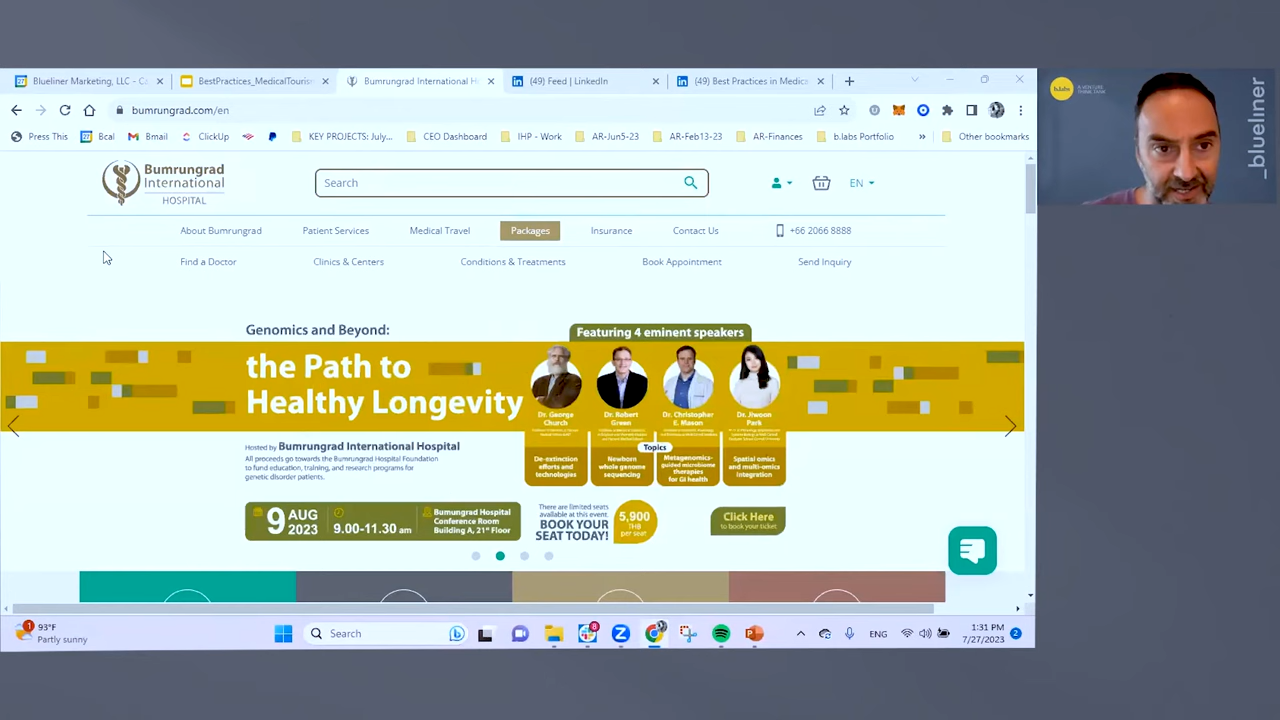 Blueliner Marketing, LLC - C
BestPractices_MedicalTouris
Bumrungrad International H
(49) Feed | LinkedIn
(49) Best Practices in Medica
bumrungrad.com/en
Press This
Bcal
Bmail
ClickUp
KEY PROJECTS: July...
CEO Dashboard
IHP - Work
AR-Jun5-23
AR-Feb13-23
AR-Finances
b.labs Portfolio
»
Other bookmarks
b.labs
_blueliner
Bumrungrad
International
HOSPITAL
Search
EN
About Bumrungrad
Patient Services
Medical Travel
Packages
Insurance
Contact Us
+66 2066 8888
Find a Doctor
Clinics & Centers
Conditions & Treatments
Book Appointment
Send Inquiry
Genomics and Beyond:
the Path to
Healthy Longevity
Featuring 4 eminent speakers
Dr. George
Church
Dr. Robert
Green
Dr. Christopher
E. Mason
Dr. Jiwoon
Park
Topics
De-extinction
efforts and
technologies
Newborn
whole genome
sequencing
Metagenomics-
guided microbiome
therapies
for GI health
Spatial omics
and multi-omics
integration
Hosted by Bumrungrad International Hospital
All proceeds go towards the Bumrungrad Hospital Foundation
to fund education, training, and research programs for
genetic disorder patients.
9 AUG
2023
9.00-11.30 am
Bumrungrad Hospital
Conference Room
Building A, 21st Floor
There are limited seats
available at this event.
BOOK YOUR
SEAT TODAY!
5,900
THB
per seat
Click Here
to book your ticket
1
93°F
Partly sunny
Search
8
ENG
1:31 PM
7/27/2023
2